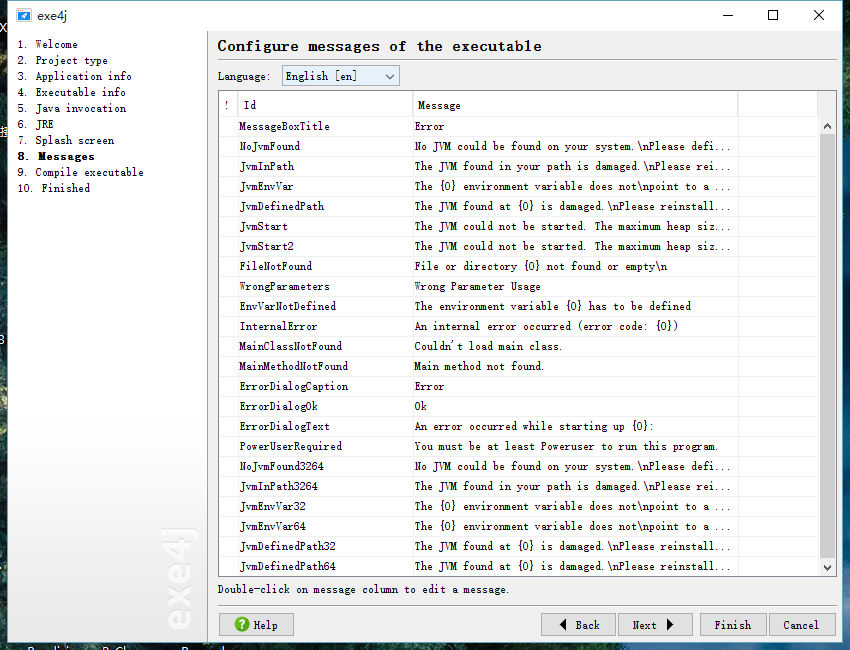 exe4j
1. Welcome
2. Project type
3. Application info
4. Executable info
5. Java invocation
6. JRE
7. Splash screen
8. Messages
9. Compile executable
10. Finished
exe4j
Configure messages of the executable
Language: English [en]
! Id Message
MessageBoxTitle Error
NoJvmFound No JVM could be found on your system.\nPlease defi...
JvmInPath The JVM found in your path is damaged.\nPlease rei...
JvmEnvVar The {0} environment variable does not\npoint to a ...
JvmDefinedPath The JVM found at {0} is damaged.\nPlease reinstall...
JvmStart The JVM could not be started. The maximum heap siz...
JvmStart2 The JVM could not be started. The maximum heap siz...
FileNotFound File or directory {0} not found or empty\n
WrongParameters Wrong Parameter Usage
EnvVarNotDefined The environment variable {0} has to be defined
InternalError An internal error occurred (error code: {0})
MainClassNotFound Couldn't load main class.
MainMethodNotFound Main method not found.
ErrorDialogCaption Error
ErrorDialogOk Ok
ErrorDialogText An error occurred while starting up {0}:
PowerUserRequired You must be at least Poweruser to run this program.
NoJvmFound3264 No JVM could be found on your system.\nPlease defi...
JvmInPath3264 The JVM found in your path is damaged.\nPlease rei...
JvmEnvVar32 The {0} environment variable does not\npoint to a ...
JvmEnvVar64 The {0} environment variable does not\npoint to a ...
JvmDefinedPath32 The JVM found at {0} is damaged.\nPlease reinstall...
JvmDefinedPath64 The JVM found at {0} is damaged.\nPlease reinstall...
Double-click on message column to edit a message.
Help Back Next Finish Cancel